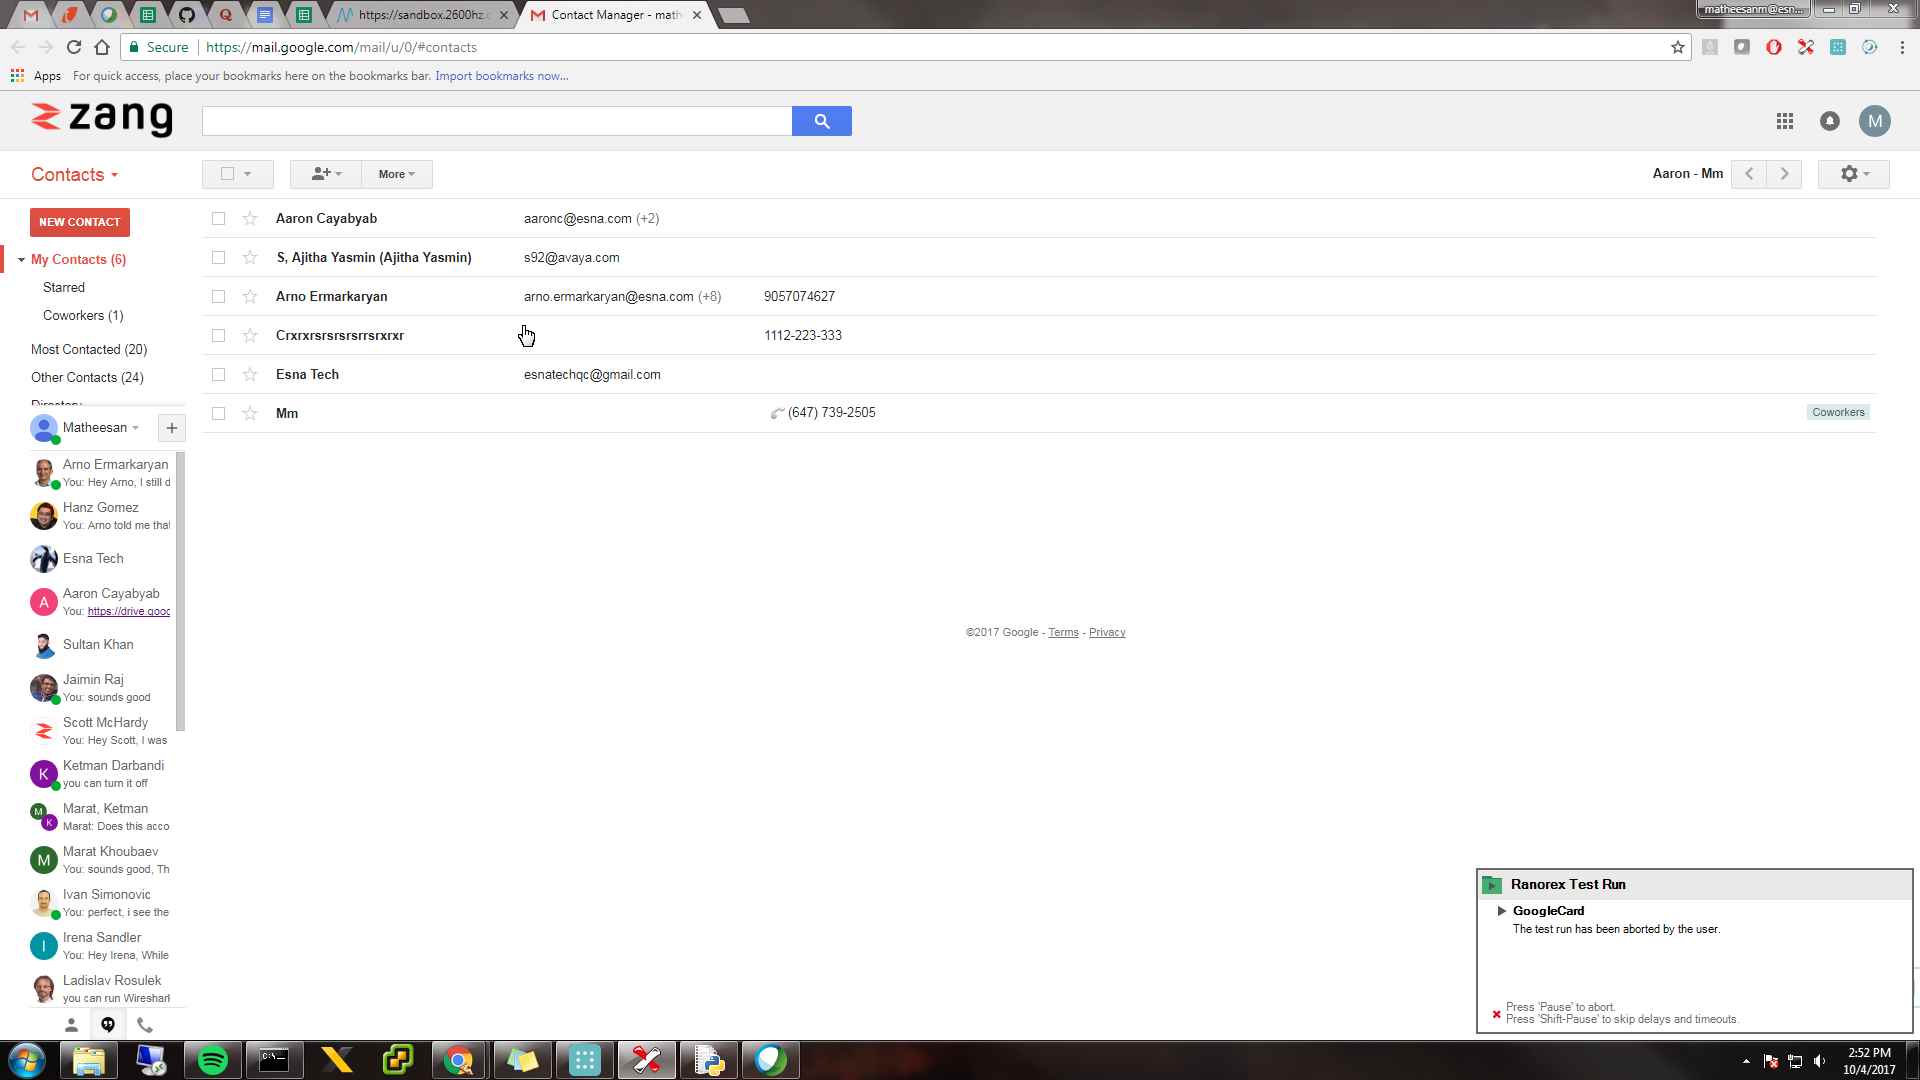 https://sandbox.2600hz.c
Contact Manager - math
matheesanm@esn...
Secure
https://mail.google.com/mail/u/0/#contacts
Apps
For quick access, place your bookmarks here on the bookmarks bar.
Import bookmarks now...
zang
M
Contacts
More
Aaron - Mm
NEW CONTACT
My Contacts (6)
Starred
Coworkers (1)
Most Contacted (20)
Other Contacts (24)
Directory
Aaron Cayabyab aaronc@esna.com (+2)
S, Ajitha Yasmin (Ajitha Yasmin) s92@avaya.com
Arno Ermarkaryan arno.ermarkaryan@esna.com (+8) 9057074627
Crxrxrsrsrsrsrrsrxrxr 1112-223-333
Esna Tech esnatechqc@gmail.com
Mm (647) 739-2505 Coworkers
Matheesan
Arno Ermarkaryan
You: Hey Arno, I still d
Hanz Gomez
You: Arno told me that
Esna Tech
A
Aaron Cayabyab
You: https://drive.goog
Sultan Khan
Jaimin Raj
You: sounds good
Scott McHardy
You: Hey Scott, I was
K
Ketman Darbandi
you can turn it off
M
K
Marat, Ketman
Marat: Does this acco
M
Marat Khoubaev
You: sounds good, Th
Ivan Simonovic
You: perfect, i see the
I
Irena Sandler
You: Hey Irena, While
Ladislav Rosulek
you can run Wireshark
©2017 Google - Terms - Privacy
Ranorex Test Run
GoogleCard
The test run has been aborted by the user.
Press 'Pause' to abort.
Press 'Shift-Pause' to skip delays and timeouts.
2:52 PM
10/4/2017